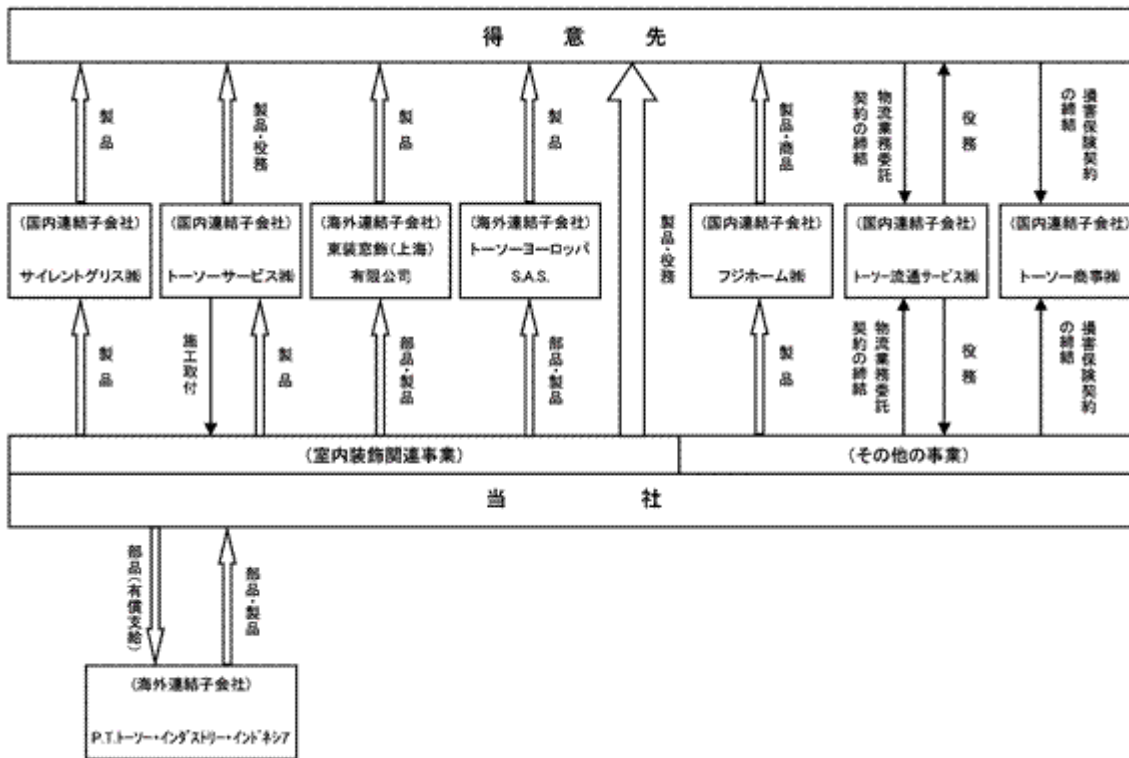 得意先
製品
製品・役務
製品
製品
製品・役務
製品・商品
物流業務委託
契約の締結
役務
損害保険契約
の締結
(国内連結子会社)
サイレントグリス㈱
(国内連結子会社)
トーソーサービス㈱
(海外連結子会社)
東装窓飾(上海)
有限公司
(海外連結子会社)
トーソーヨーロッパ
S.A.S.
(国内連結子会社)
フジホーム㈱
(国内連結子会社)
トーソー流通サービス㈱
(国内連結子会社)
トーソー商事㈱
製品
施工取付
製品
部品・製品
部品・製品
製品
物流業務委託
契約の締結
役務
損害保険契約
の締結
(室内装飾関連事業)
(その他の事業)
当社
部品(有償支給)
部品・製品
(海外連結子会社)
P.T.トーソー・インダストリー・インドネシア